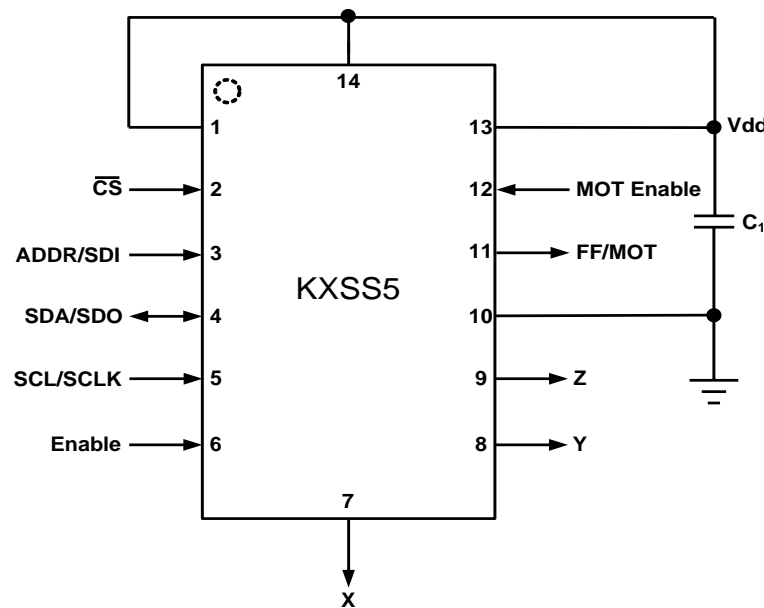 14
1
13
Vdd
C̅S̅
2
12
MOT Enable
C1
ADDR/SDI
3
11
FF/MOT
KXSS5
SDA/SDO
4
10
SCL/SCLK
5
9
Z
Enable
6
8
Y
7
X